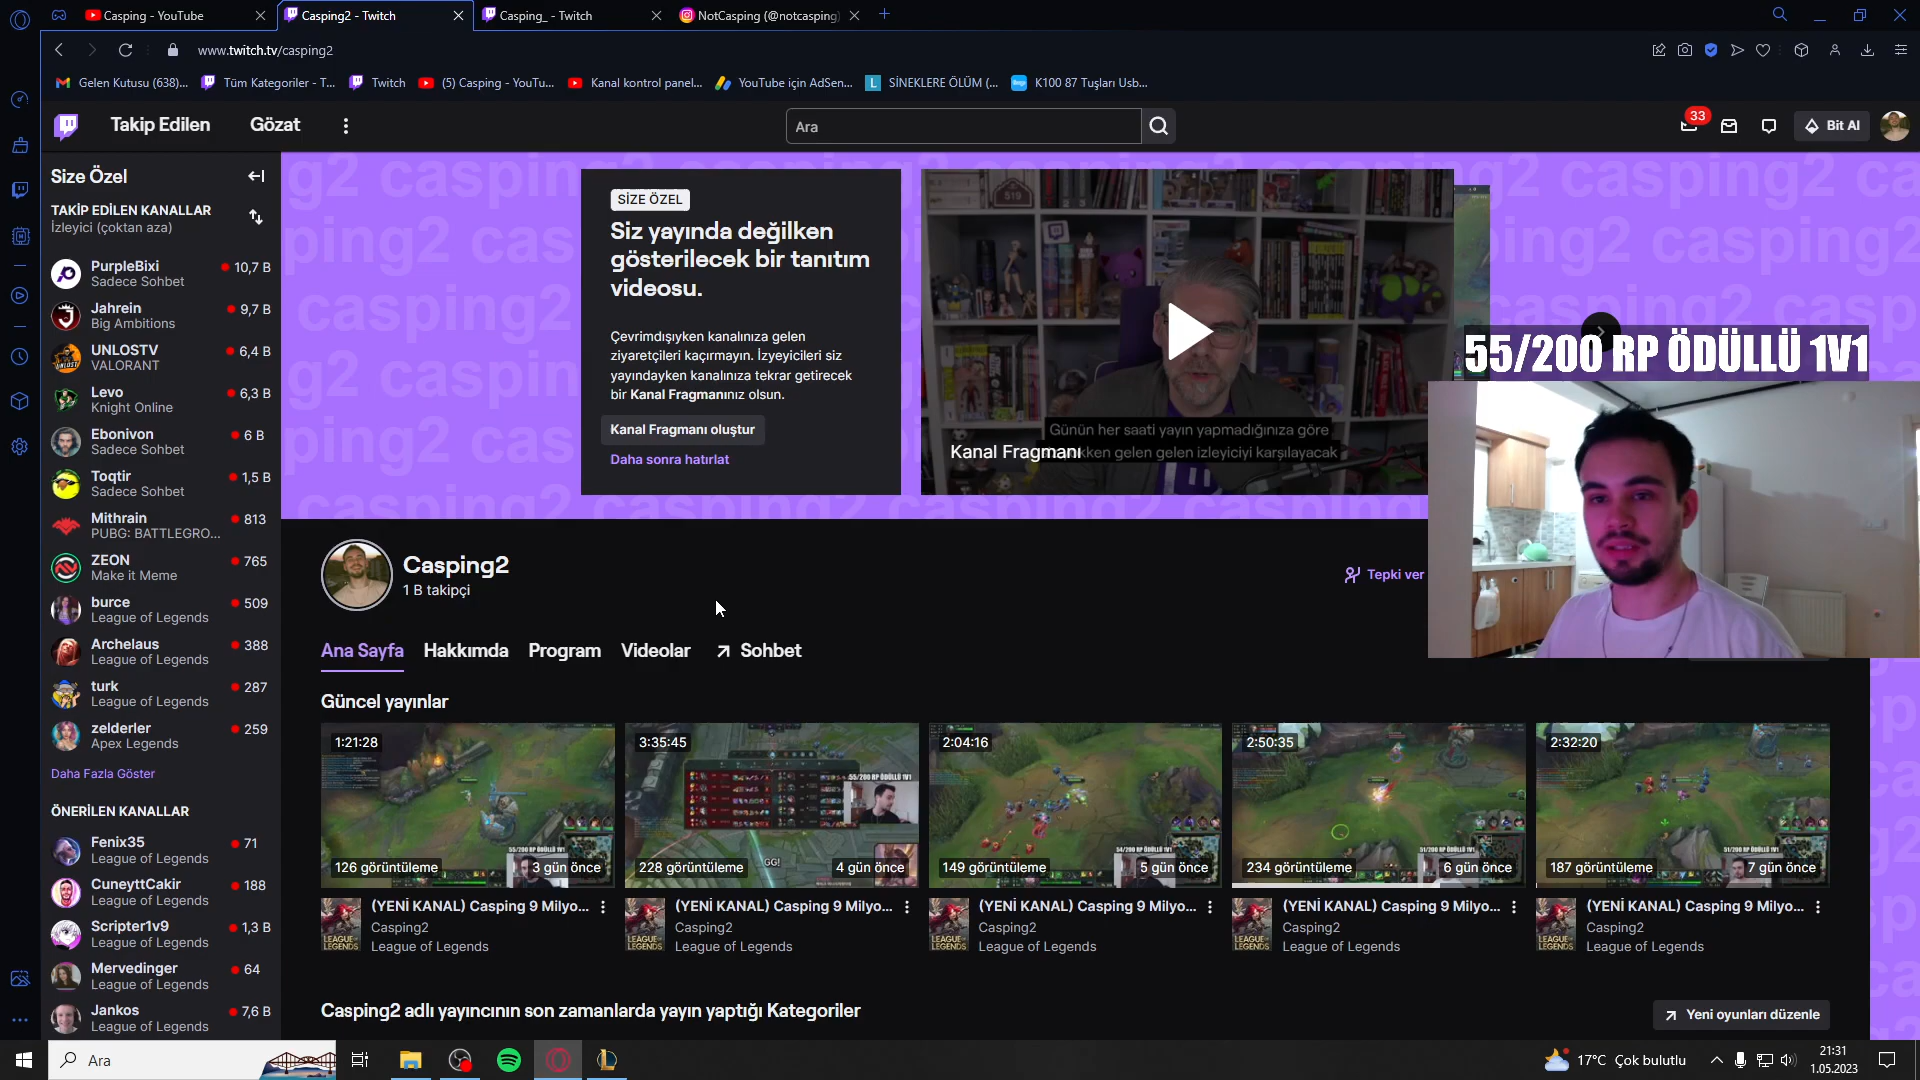 Casping - YouTube
Casping2 - Twitch
Casping_ - Twitch
NotCasping (@notcasping)
www.twitch.tv/casping2
Gelen Kutusu (638)...
Tüm Kategoriler - T...
Twitch
(5) Casping - YouTu...
Kanal kontrol panel...
YouTube için AdSen...
SİNEKLERE ÖLÜM (...
K100 87 Tuşları Usb...
Takip Edilen
Gözat
Ara
33
Bit Al
Size Özel
TAKİP EDİLEN KANALLAR
İzleyici (çoktan aza)
PurpleBixi
10,7 B
Sadece Sohbet
Jahrein
9,7 B
Big Ambitions
UNLOSTV
6,4 B
VALORANT
Levo
6,3 B
Knight Online
Ebonivon
6 B
Sadece Sohbet
Toqtir
1,5 B
Sadece Sohbet
Mithrain
813
PUBG: BATTLEGRO...
ZEON
765
Make it Meme
burce
509
League of Legends
Archelaus
388
League of Legends
turk
287
League of Legends
zelderler
259
Apex Legends
Daha Fazla Göster
ÖNERİLEN KANALLAR
Fenix35
71
League of Legends
CuneyttCakir
188
League of Legends
Scripter1v9
1,3 B
League of Legends
Mervedinger
64
League of Legends
Jankos
7,6 B
League of Legends
SİZE ÖZEL
Siz yayında değilken
gösterilecek bir tanıtım
videosu.
Çevrimdışıyken kanalınıza gelen
ziyaretçileri kaçırmayın. İzyeyicileri siz
yayındayken kanalınıza tekrar getirecek
bir Kanal Fragmanınız olsun.
Kanal Fragmanı oluştur
Daha sonra hatırlat
519
Günün her saati yayın yapmadığınıza göre
Kanal Fragmanı
gelen gelen izleyiciyi karşılayacak
55/200 RP ÖDÜLLÜ 1V1
Casping2
1 B takipçi
Tepki ver
Ana Sayfa
Hakkımda
Program
Videolar
Sohbet
Güncel yayınlar
1:21:28
126 görüntüleme
3 gün önce
3:35:45
55/200 RP ÖDÜLLÜ 1V1
GG!
228 görüntüleme
4 gün önce
2:04:16
149 görüntüleme
5 gün önce
2:50:35
234 görüntüleme
6 gün önce
2:32:20
187 görüntüleme
7 gün önce
(YENİ KANAL) Casping 9 Milyo...
Casping2
League of Legends
(YENİ KANAL) Casping 9 Milyo...
Casping2
League of Legends
(YENİ KANAL) Casping 9 Milyo...
Casping2
League of Legends
(YENİ KANAL) Casping 9 Milyo...
Casping2
League of Legends
(YENİ KANAL) Casping 9 Milyo...
Casping2
League of Legends
Casping2 adlı yayıncının son zamanlarda yayın yaptığı Kategoriler
Yeni oyunları düzenle
Ara
17°C Çok bulutlu
21:31
1.05.2023